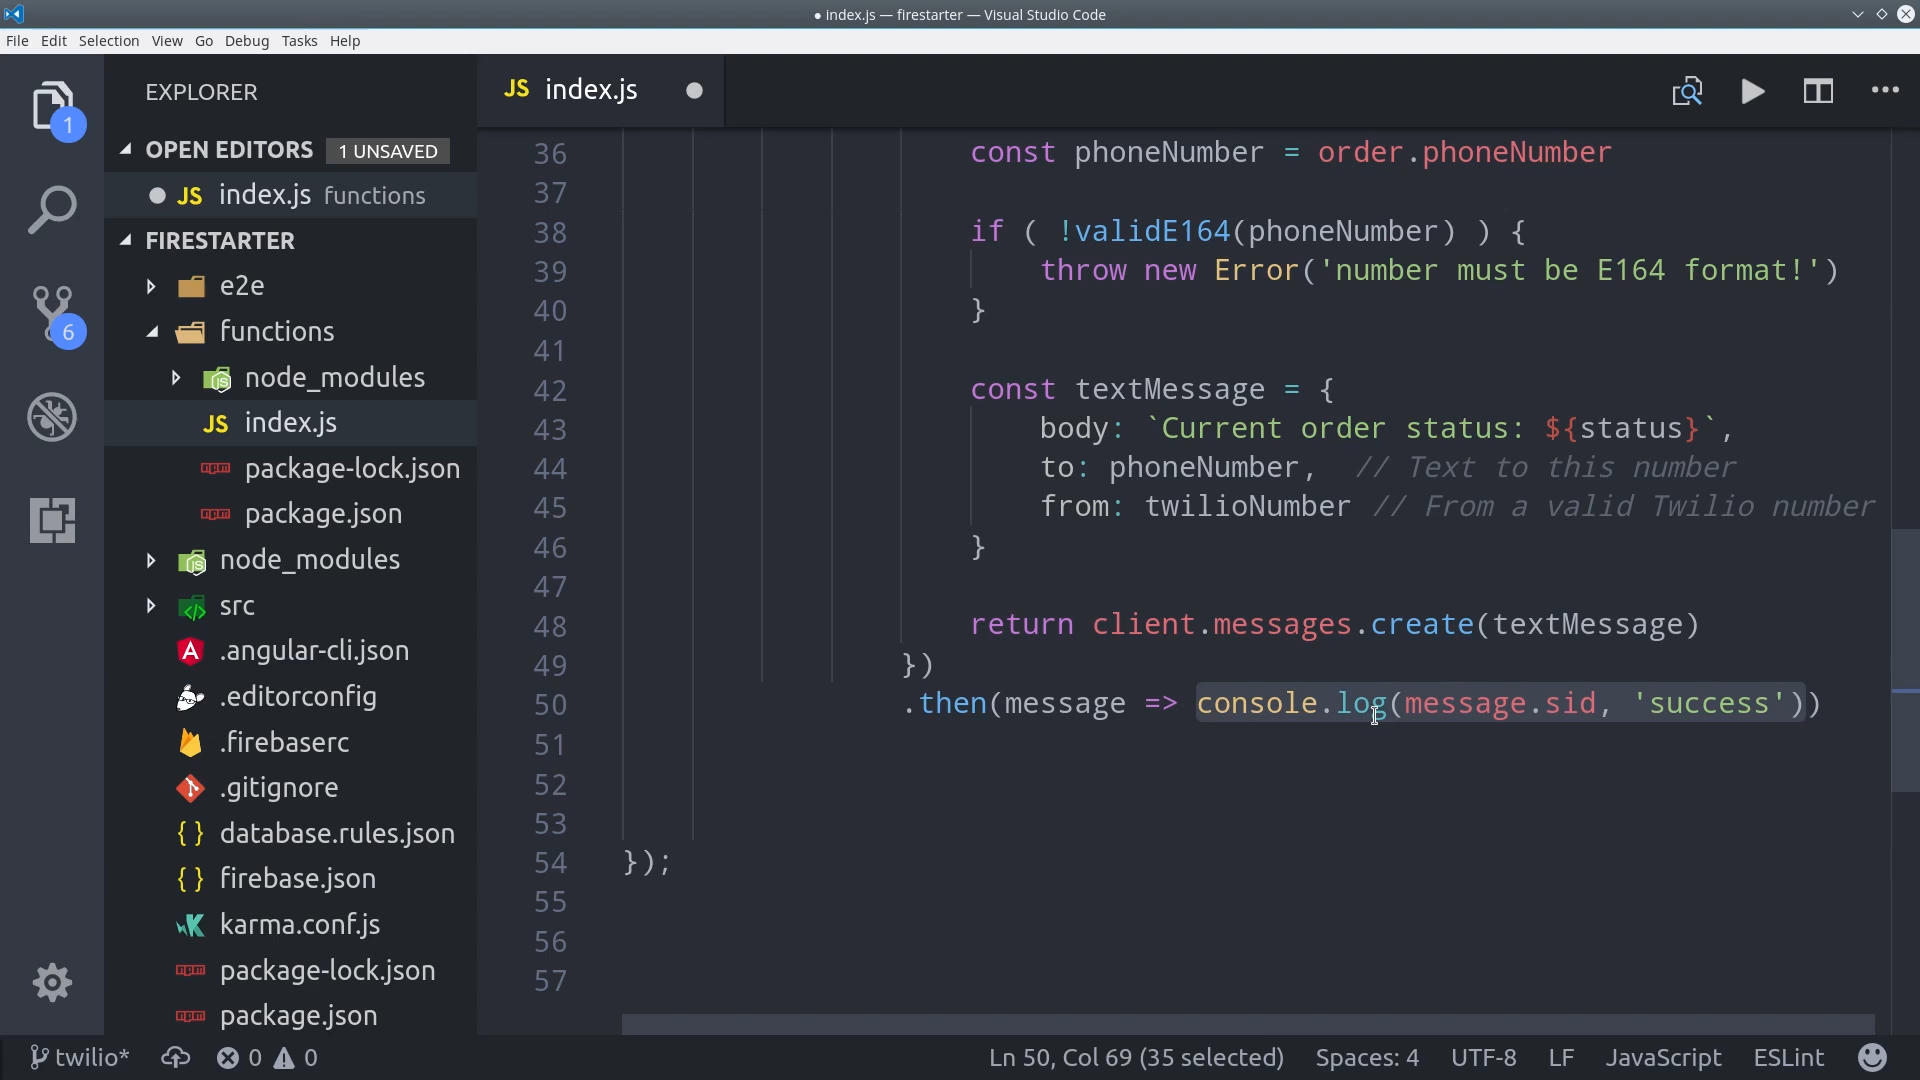 ● index.js — firestarter — Visual Studio Code
File Edit Selection View Go Debug Tasks Help
EXPLORER
OPEN EDITORS 1 UNSAVED
● JS index.js functions
FIRESTARTER
e2e
functions
node_modules
JS index.js
package-lock.json
package.json
node_modules
src
.angular-cli.json
.editorconfig
.firebaserc
.gitignore
{ } database.rules.json
{ } firebase.json
karma.conf.js
package-lock.json
package.json
1
6
JS index.js ●
36 const phoneNumber = order.phoneNumber
37
38 if ( !validE164(phoneNumber) ) {
39 throw new Error('number must be E164 format!')
40 }
41
42 const textMessage = {
43 body: `Current order status: ${status}`,
44 to: phoneNumber, // Text to this number
45 from: twilioNumber // From a valid Twilio number
46 }
47
48 return client.messages.create(textMessage)
49 })
50 .then(message => console.log(message.sid, 'success'))
51
52
53
54 });
55
56
57
twilio* 0 0 Ln 50, Col 69 (35 selected) Spaces: 4 UTF-8 LF JavaScript ESLint